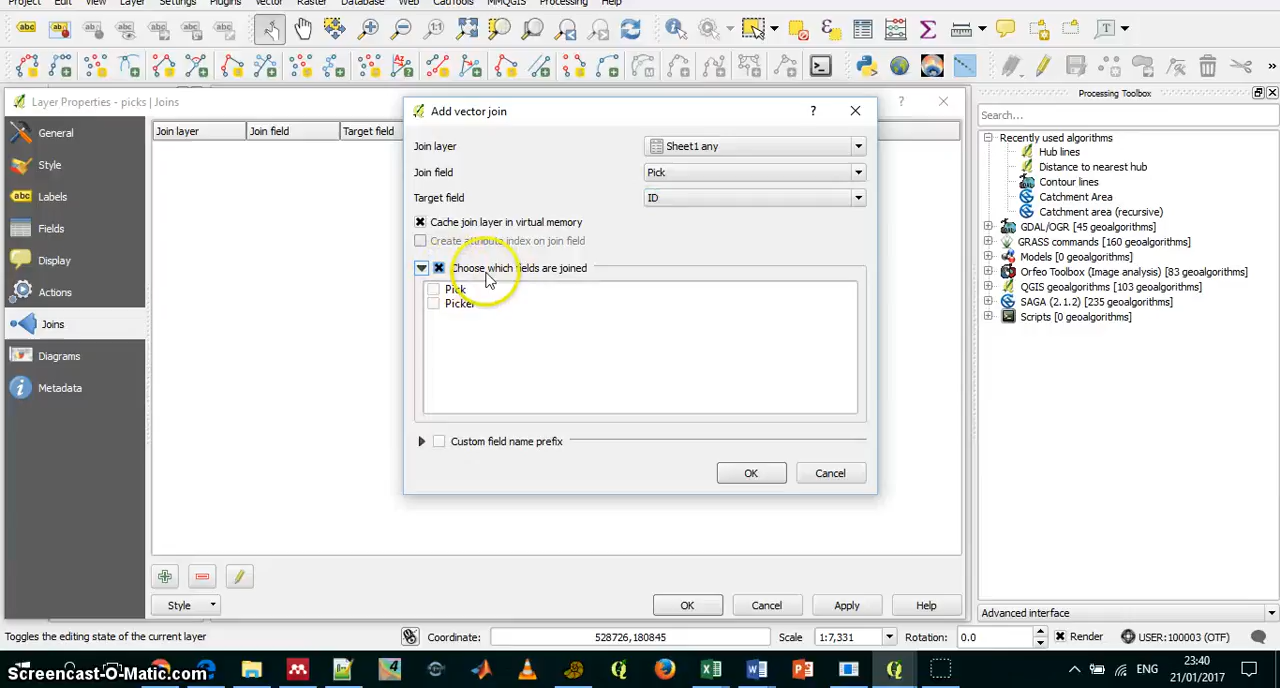 Project Edit View Layer Settings Plugins Vector Raster Database Web CadTools MMQGIS Processing Help
abc
1:1
ε
Σ
T
»
Layer Properties - picks | Joins
?
Add vector join
?
Processing Toolbox
Search...
General
Style
abc Labels
Fields
Display
Actions
Joins
Diagrams
Metadata
Join layer Join field Target field
Join layer Sheet1 any
Join field Pick
Target field ID
Cache join layer in virtual memory
Create attribute index on join field
Choose which fields are joined
Pick
Picker
Custom field name prefix
OK Cancel
Recently used algorithms
Hub lines
Distance to nearest hub
Contour lines
Catchment Area
Catchment area (recursive)
GDAL/OGR [45 geoalgorithms]
GRASS commands [160 geoalgorithms]
Models [0 geoalgorithms]
Orfeo Toolbox (Image analysis) [83 geoalgorithms]
QGIS geoalgorithms [103 geoalgorithms]
SAGA (2.1.2) [235 geoalgorithms]
Scripts [0 geoalgorithms]
Style OK Cancel Apply Help
Advanced interface
Toggles the editing state of the current layer
Coordinate: 528726,180845 Scale 1:7,331 Rotation: 0.0 Render USER:100003 (OTF)
Screencast-O-Matic.com
ENG
23:40
21/01/2017